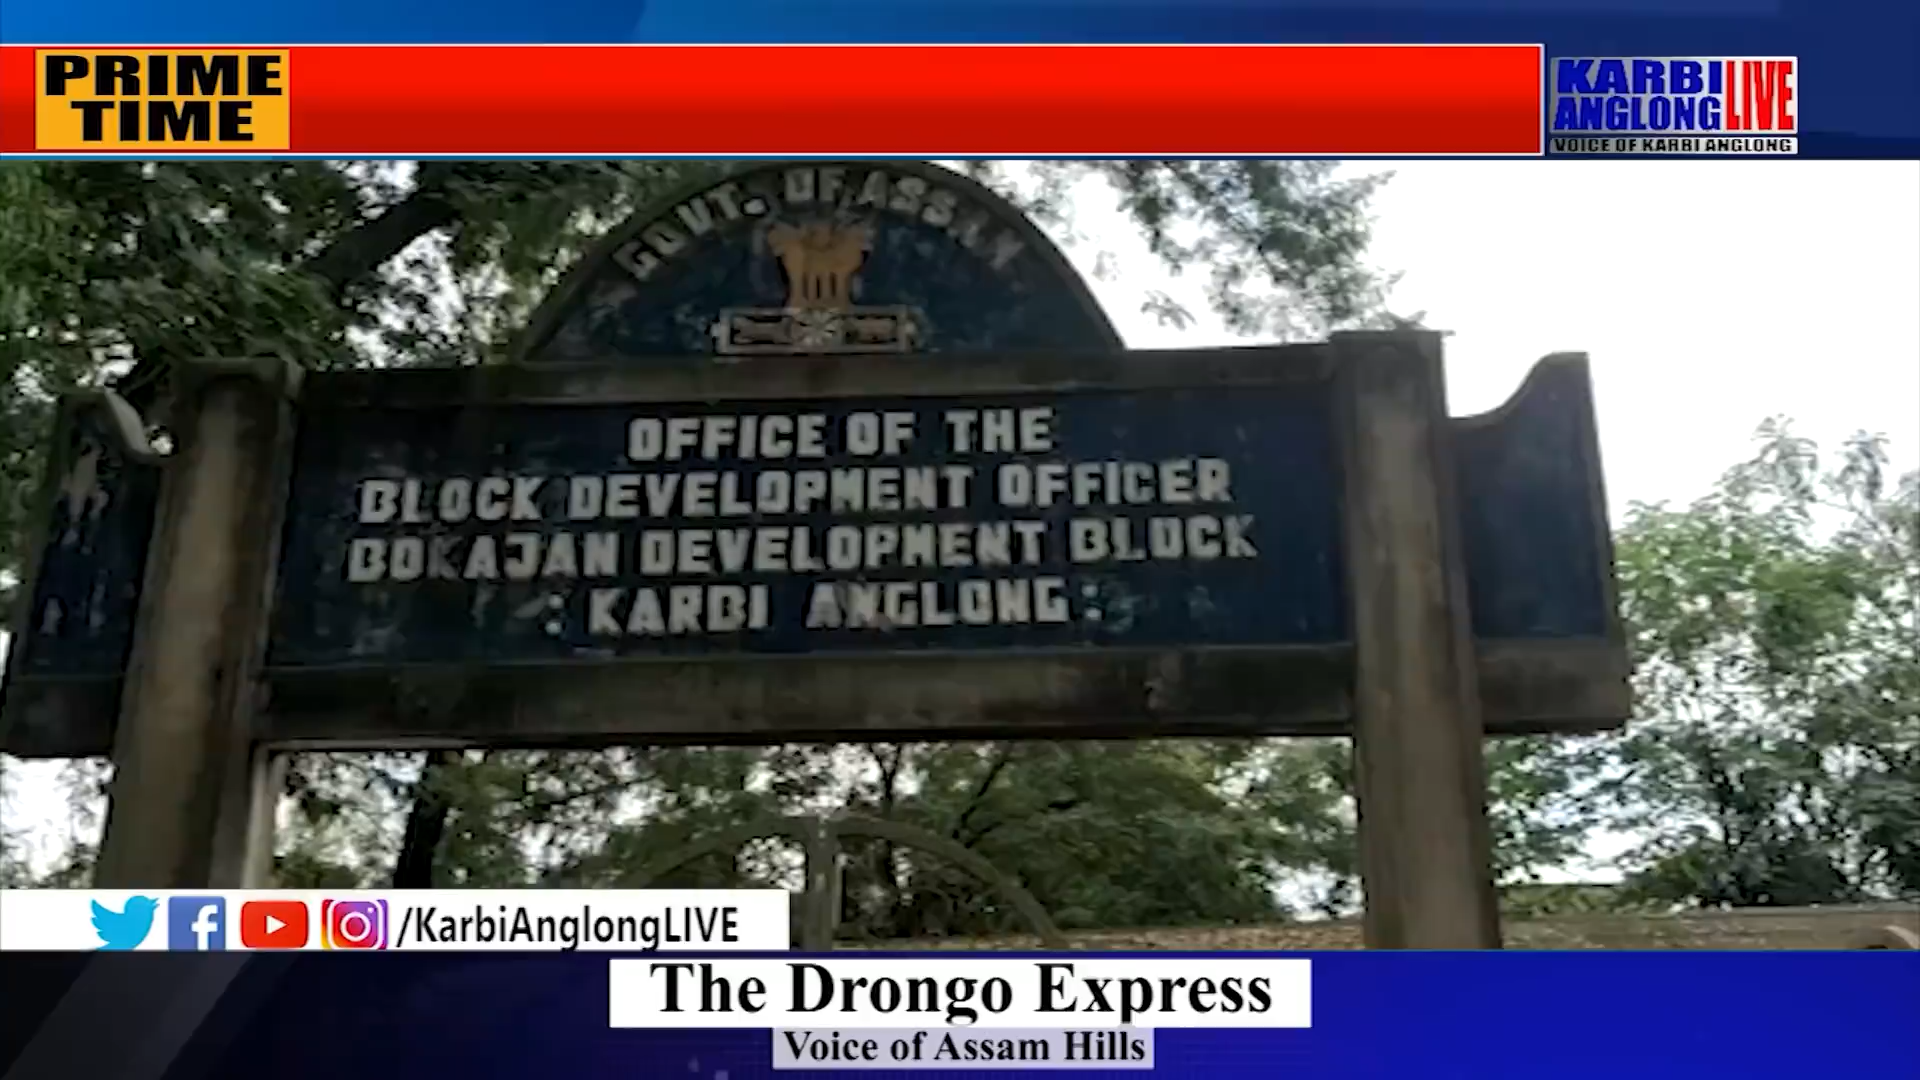 PRIME
TIME
KARBI
ANGLONG LIVE
VOICE OF KARBI ANGLONG
GOVT. OF ASSAM
OFFICE OF THE
BLOCK DEVELOPMENT OFFICER
BOKAJAN DEVELOPMENT BLOCK
: KARBI ANGLONG :
/KarbiAnglongLIVE
The Drongo Express
Voice of Assam Hills